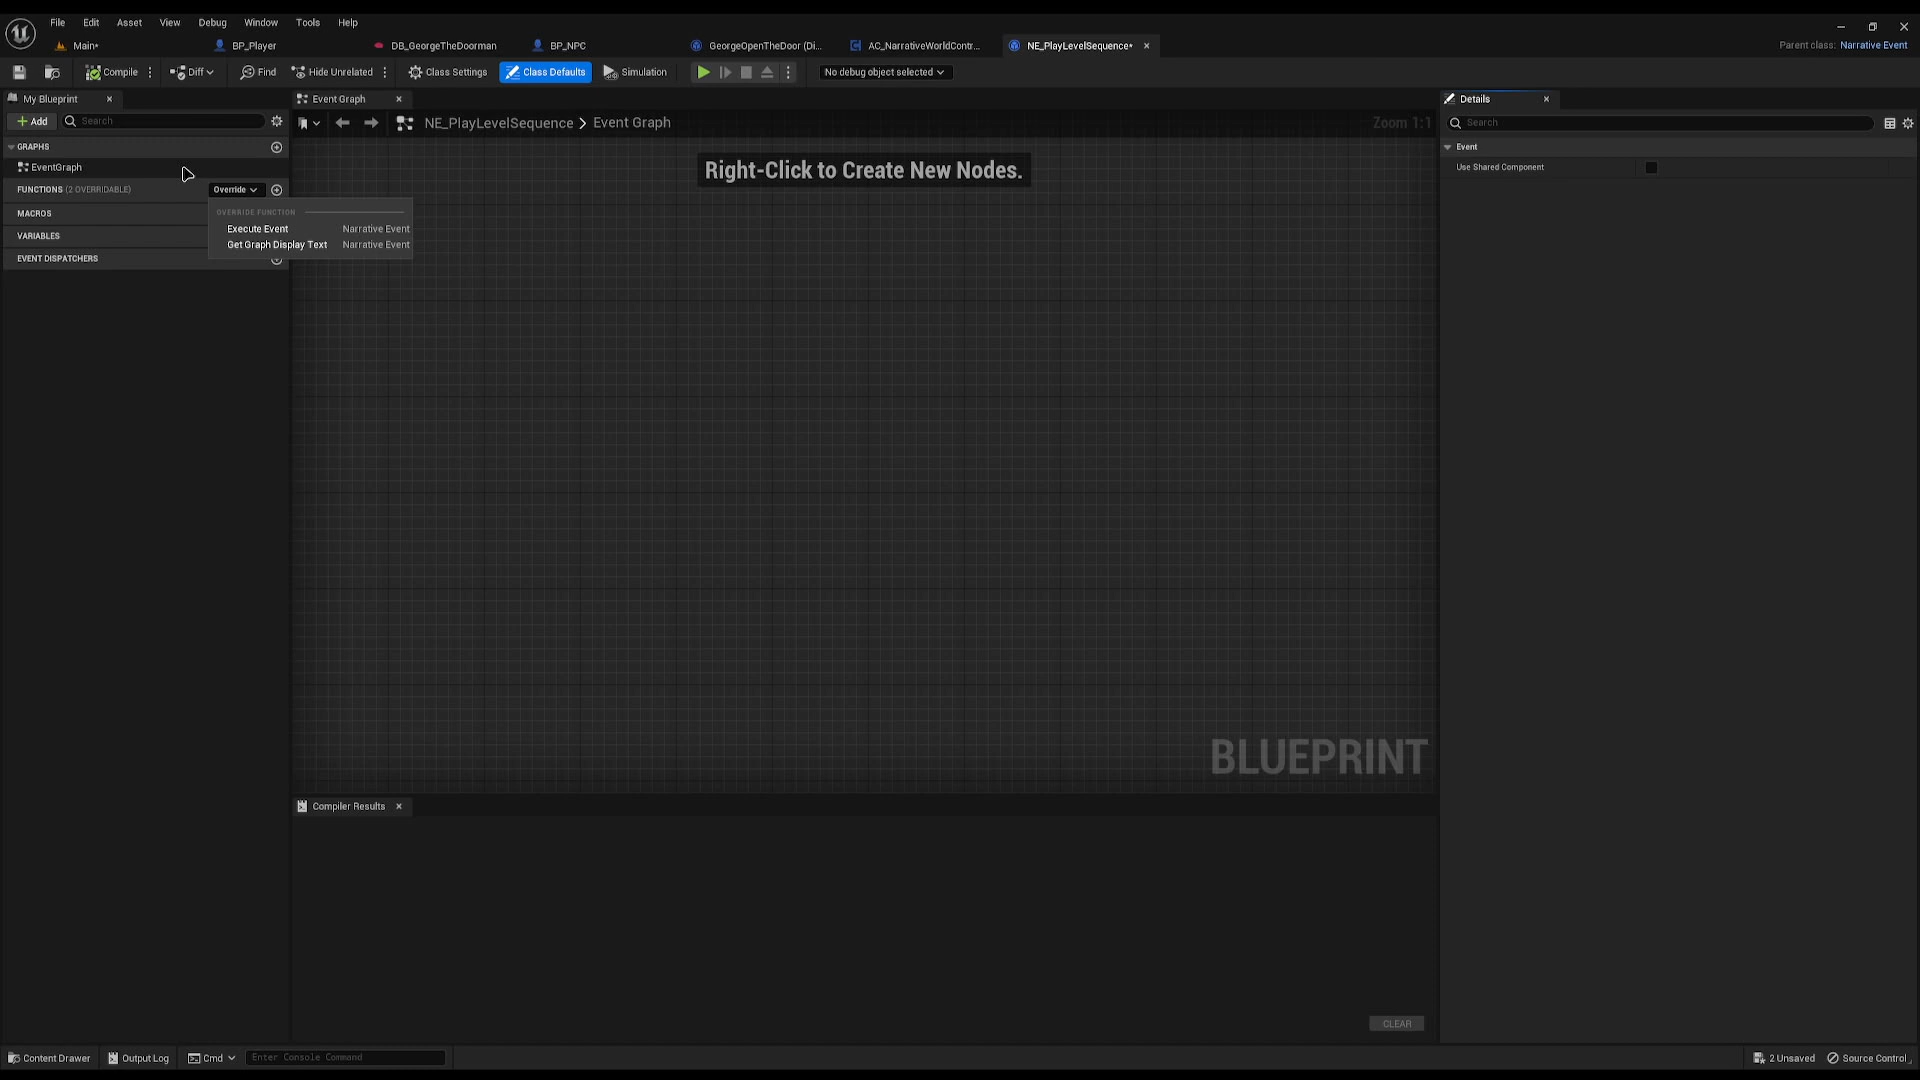 File Edit Asset View Debug Window Tools Help
Main* BP_Player DB_GeorgeTheDoorman BP_NPC GeorgeOpenTheDoor (Di... AC_NarrativeWorldContr... NE_PlayLevelSequence* Parent class: Narrative Event
Compile Diff Find Hide Unrelated Class Settings Class Defaults Simulation No debug object selected
My Blueprint Event Graph Details
+ Add Search NE_PlayLevelSequence > Event Graph Zoom 1:1 Search
GRAPHS Event
EventGraph Right-Click to Create New Nodes. Use Shared Component
FUNCTIONS (2 OVERRIDABLE) Override
OVERRIDE FUNCTION
MACROS
Execute Event Narrative Event
VARIABLES
Get Graph Display Text Narrative Event
EVENT DISPATCHERS
BLUEPRINT
Compiler Results
CLEAR
Content Drawer Output Log Cmd Enter Console Command 2 Unsaved Source Control